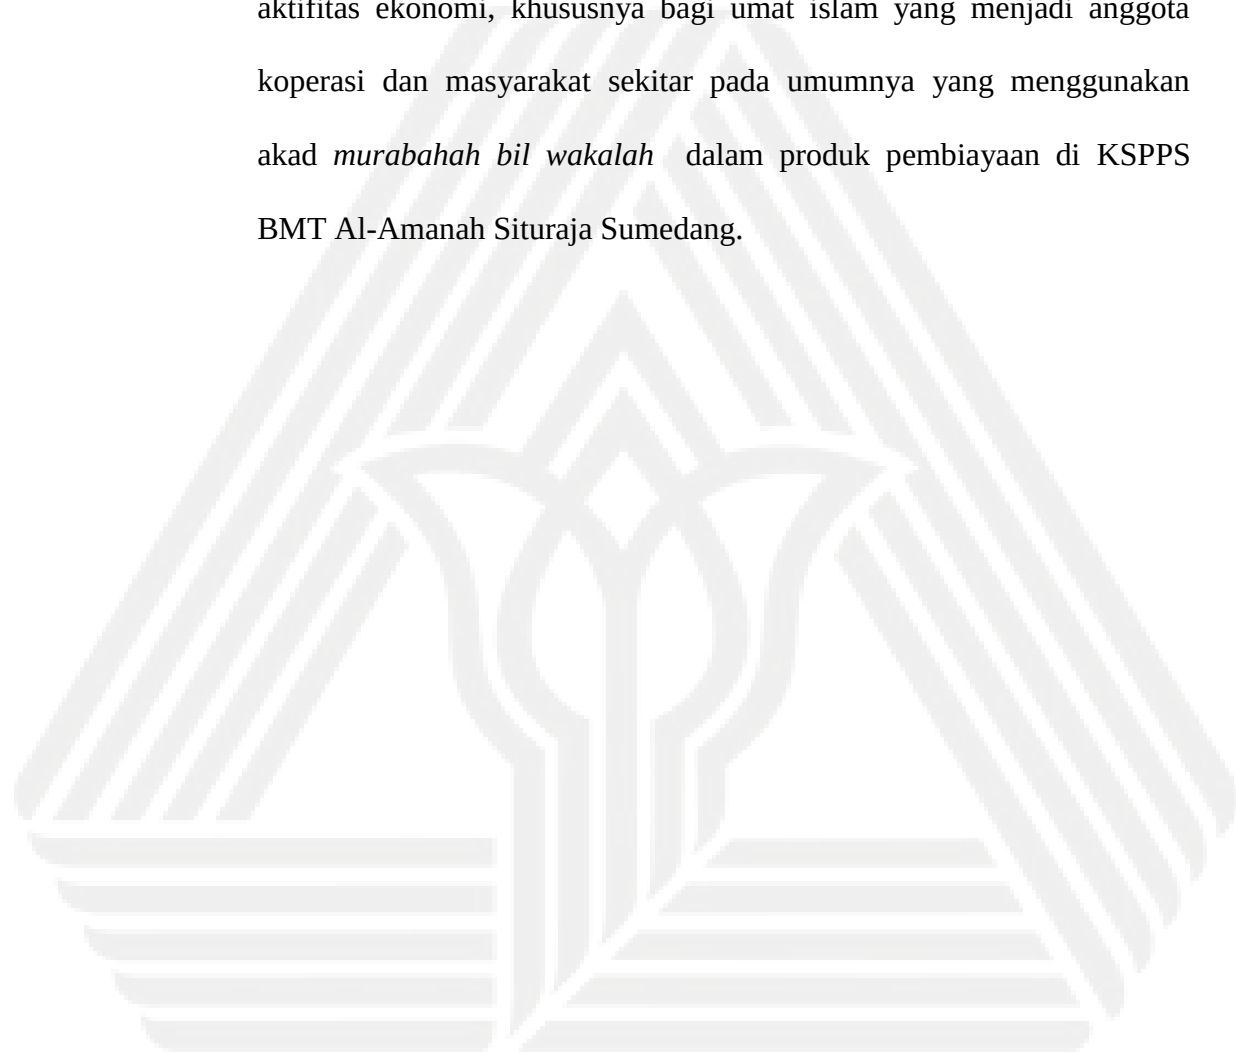 aktifitas ekonomi, khususnya bagi umat islam yang menjadi anggota
koperasi dan masyarakat sekitar pada umumnya yang menggunakan
akad murabahah bil wakalah dalam produk pembiayaan di KSPPS
BMT Al-Amanah Situraja Sumedang.